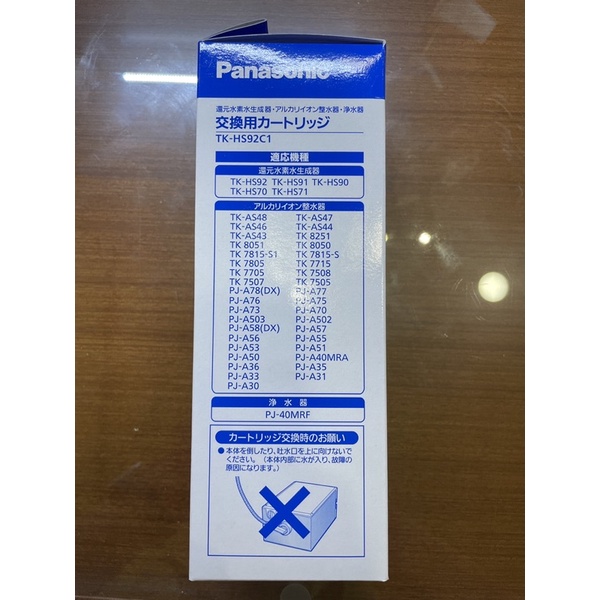 Panasonic
還元水素水生成器・アルカリイオン整水器・浄水器
交換用カートリッジ
TK-HS92C1
適応機種
還元水素水生成器
TK-HS92 TK-HS91 TK-HS90
TK-HS70 TK-HS71
アルカリイオン整水器
TK-AS48 TK-AS47
TK-AS46 TK-AS44
TK-AS43 TK 8251
TK 8051 TK 8050
TK 7815-S1 TK 7815-S
TK 7805 TK 7715
TK 7705 TK 7508
TK 7507 TK 7505
PJ-A78(DX) PJ-A77
PJ-A76 PJ-A75
PJ-A73 PJ-A70
PJ-A503 PJ-A502
PJ-A58(DX) PJ-A57
PJ-A56 PJ-A55
PJ-A53 PJ-A51
PJ-A50 PJ-A40MRA
PJ-A36 PJ-A35
PJ-A33 PJ-A31
PJ-A30
浄水器
PJ-40MRF
カートリッジ交換時のお願い
●本体を倒したり、吐水口を上に向けないで
ください。(本体内部に水が入り、故障の
原因になります。)